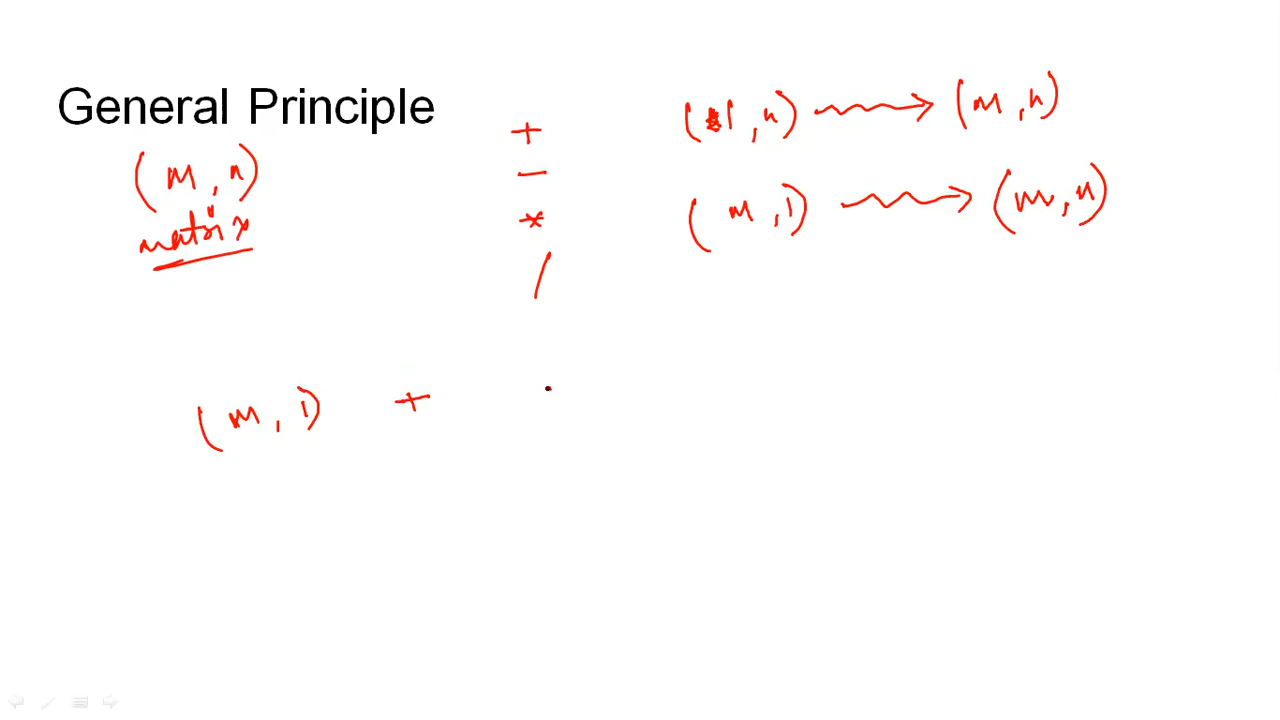 General Principle
(m, n)
matrix
+
-
*
/
(1, n) ⟿ (m, n)
(m, 1) ⟿ (m, n)
(m, 1) +